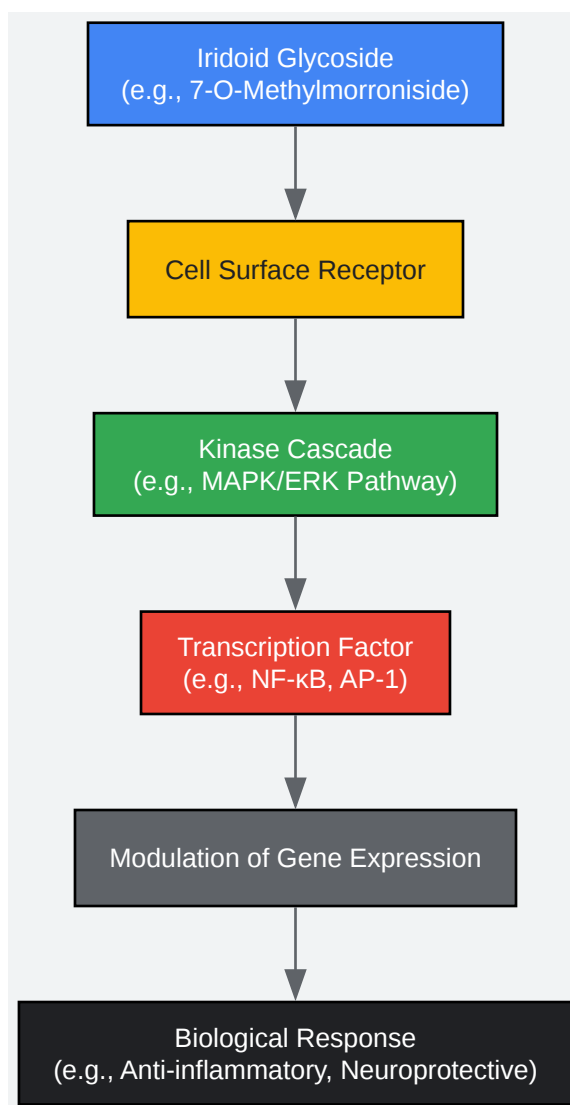 Iridoid Glycoside
(e.g., 7-O-Methylmorroniside)
Cell Surface Receptor
Kinase Cascade
(e.g., MAPK/ERK Pathway)
Transcription Factor
(e.g., NF-κB, AP-1)
Modulation of Gene Expression
Biological Response
(e.g., Anti-inflammatory, Neuroprotective)